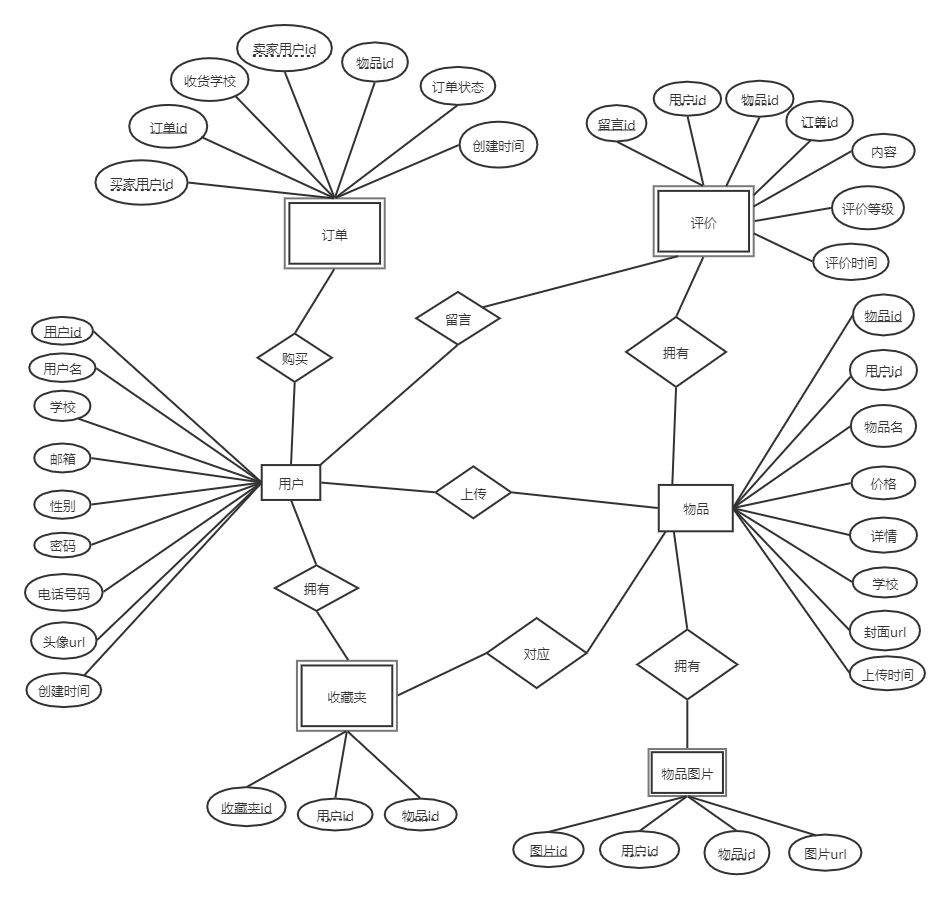 卖家用户id
物品id
收货学校
订单状态
订单id
创建时间
买家用户id
订单
留言id
用户id
物品id
订单id
内容
评价等级
评价时间
评价
购买
留言
拥有
用户id
用户名
学校
邮箱
性别
密码
电话号码
头像url
创建时间
用户
上传
物品
物品id
用户id
物品名
价格
详情
学校
封面url
上传时间
拥有
对应
拥有
收藏夹
收藏夹id
用户id
物品id
物品图片
图片id
用户id
物品id
图片url